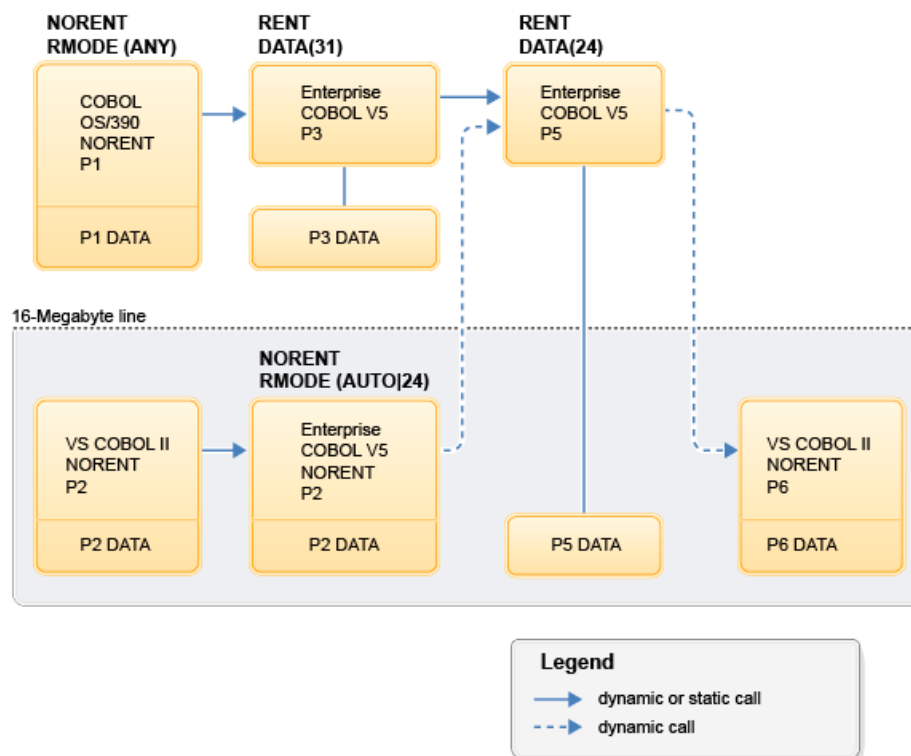 NORENT
RMODE (ANY)
RENT
DATA(31)
RENT
DATA(24)
COBOL
OS/390
NORENT
P1
P1 DATA
Enterprise
COBOL V5
P3
P3 DATA
Enterprise
COBOL V5
P5
16-Megabyte line
NORENT
RMODE (AUTO|24)
VS COBOL II
NORENT
P2
P2 DATA
Enterprise
COBOL V5
NORENT
P2
P2 DATA
P5 DATA
VS COBOL II
NORENT
P6
P6 DATA
Legend
dynamic or static call
dynamic call